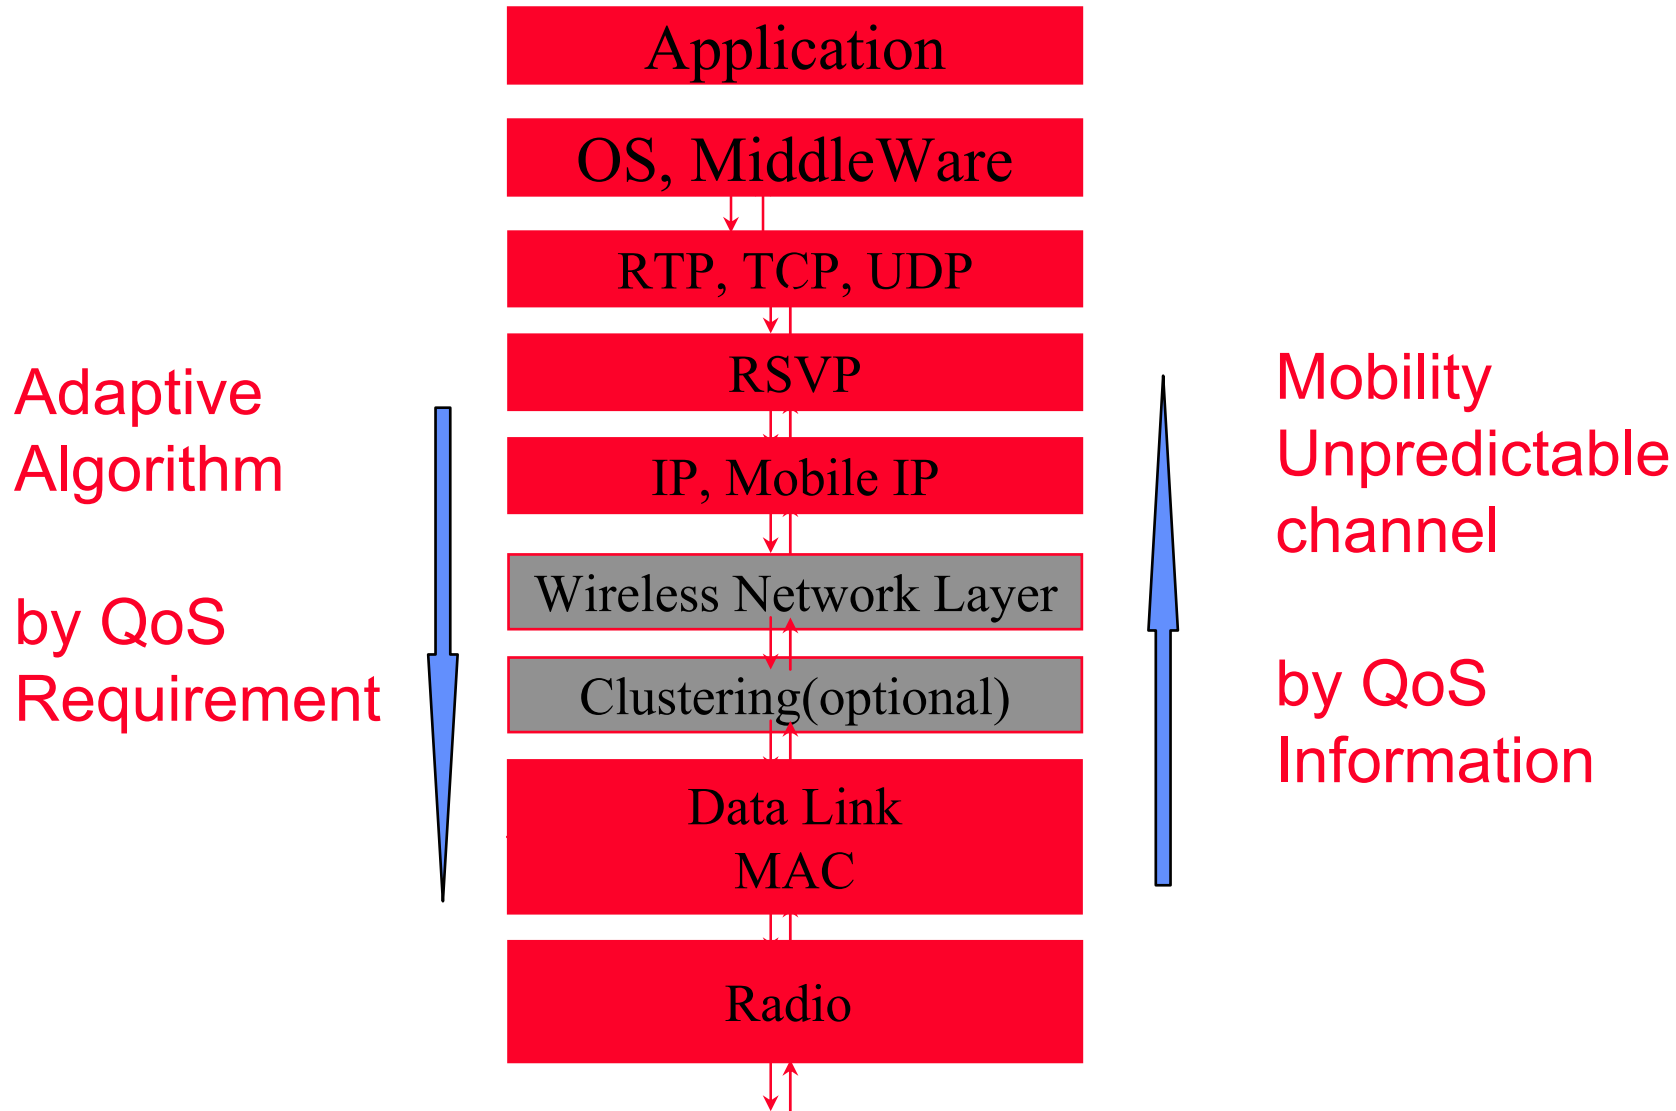 Application
OS, MiddleWare
RTP, TCP, UDP
RSVP
IP, Mobile IP
Wireless Network Layer
Clustering(optional)
Data Link
MAC
Radio
Adaptive
Algorithm
by QoS
Requirement
Mobility
Unpredictable
channel
by QoS
Information